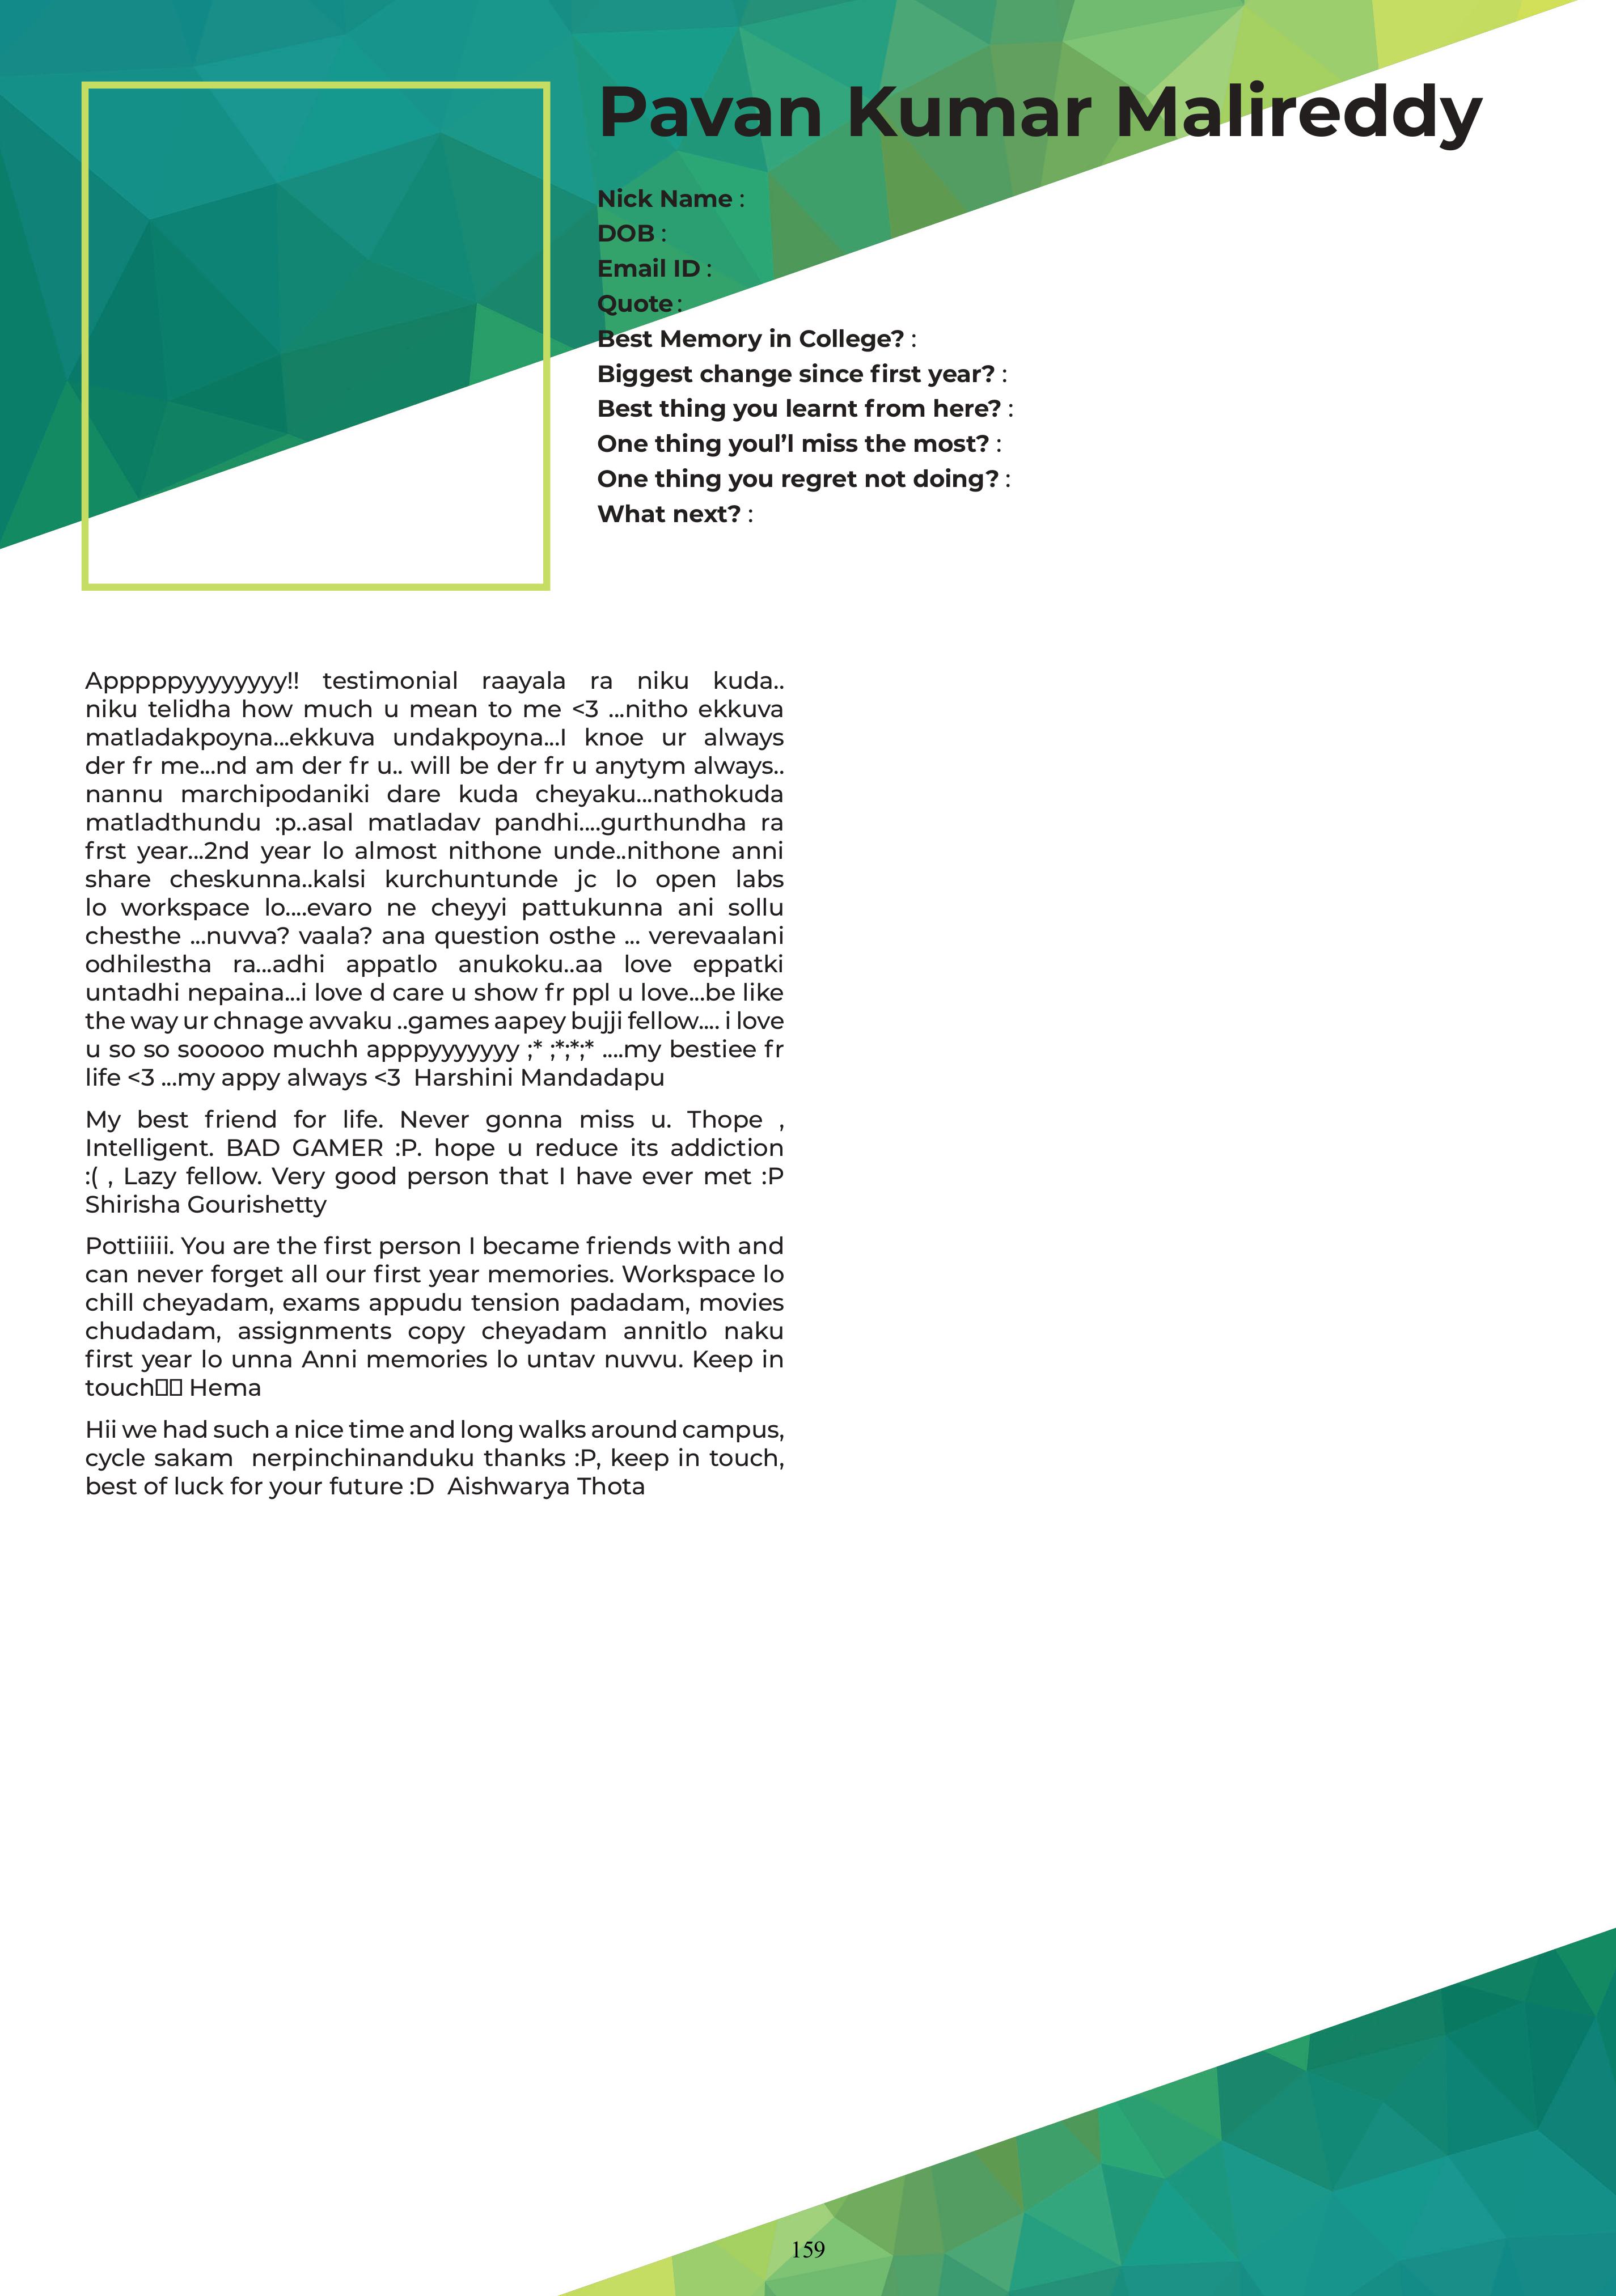 Pavan Kumar Malireddy
Nick Name :
DOB :
Email ID :
Quote :
Best Memory in College? :
Biggest change since first year? :
Best thing you learnt from here? :
One thing youl’l miss the most? :
One thing you regret not doing? :
What next? :
Apppppyyyyyyyy!! testimonial raayala ra niku kuda..
niku telidha how much u mean to me <3 ...nitho ekkuva
matladakpoyna...ekkuva undakpoyna...I knoe ur always
der fr me...nd am der fr u.. will be der fr u anytym always..
nannu marchipodaniki dare kuda cheyaku...nathokuda
matladthundu :p..asal matladav pandhi....gurthundha ra
frst year...2nd year lo almost nithone unde..nithone anni
share cheskunna..kalsi kurchuntunde jc lo open labs
lo workspace lo....evaro ne cheyyi pattukunna ani sollu
chesthe ...nuvva? vaala? ana question osthe ... verevaalani
odhilestha ra...adhi appatlo anukoku..aa love eppatki
untadhi nepaina...i love d care u show fr ppl u love...be like
the way ur chnage avvaku ..games aapey bujji fellow.... i love
u so so sooooo muchh apppyyyyyyy ;* ;*;*;* ....my bestiee fr
life <3 ...my appy always <3 Harshini Mandadapu
My best friend for life. Never gonna miss u. Thope ,
Intelligent. BAD GAMER :P. hope u reduce its addiction
:( , Lazy fellow. Very good person that I have ever met :P
Shirisha Gourishetty
Pottiiiii. You are the first person I became friends with and
can never forget all our first year memories. Workspace lo
chill cheyadam, exams appudu tension padadam, movies
chudadam, assignments copy cheyadam annitlo naku
first year lo unna Anni memories lo untav nuvvu. Keep in
touch Hema
Hii we had such a nice time and long walks around campus,
cycle sakam nerpinchinanduku thanks :P, keep in touch,
best of luck for your future :D Aishwarya Thota
159